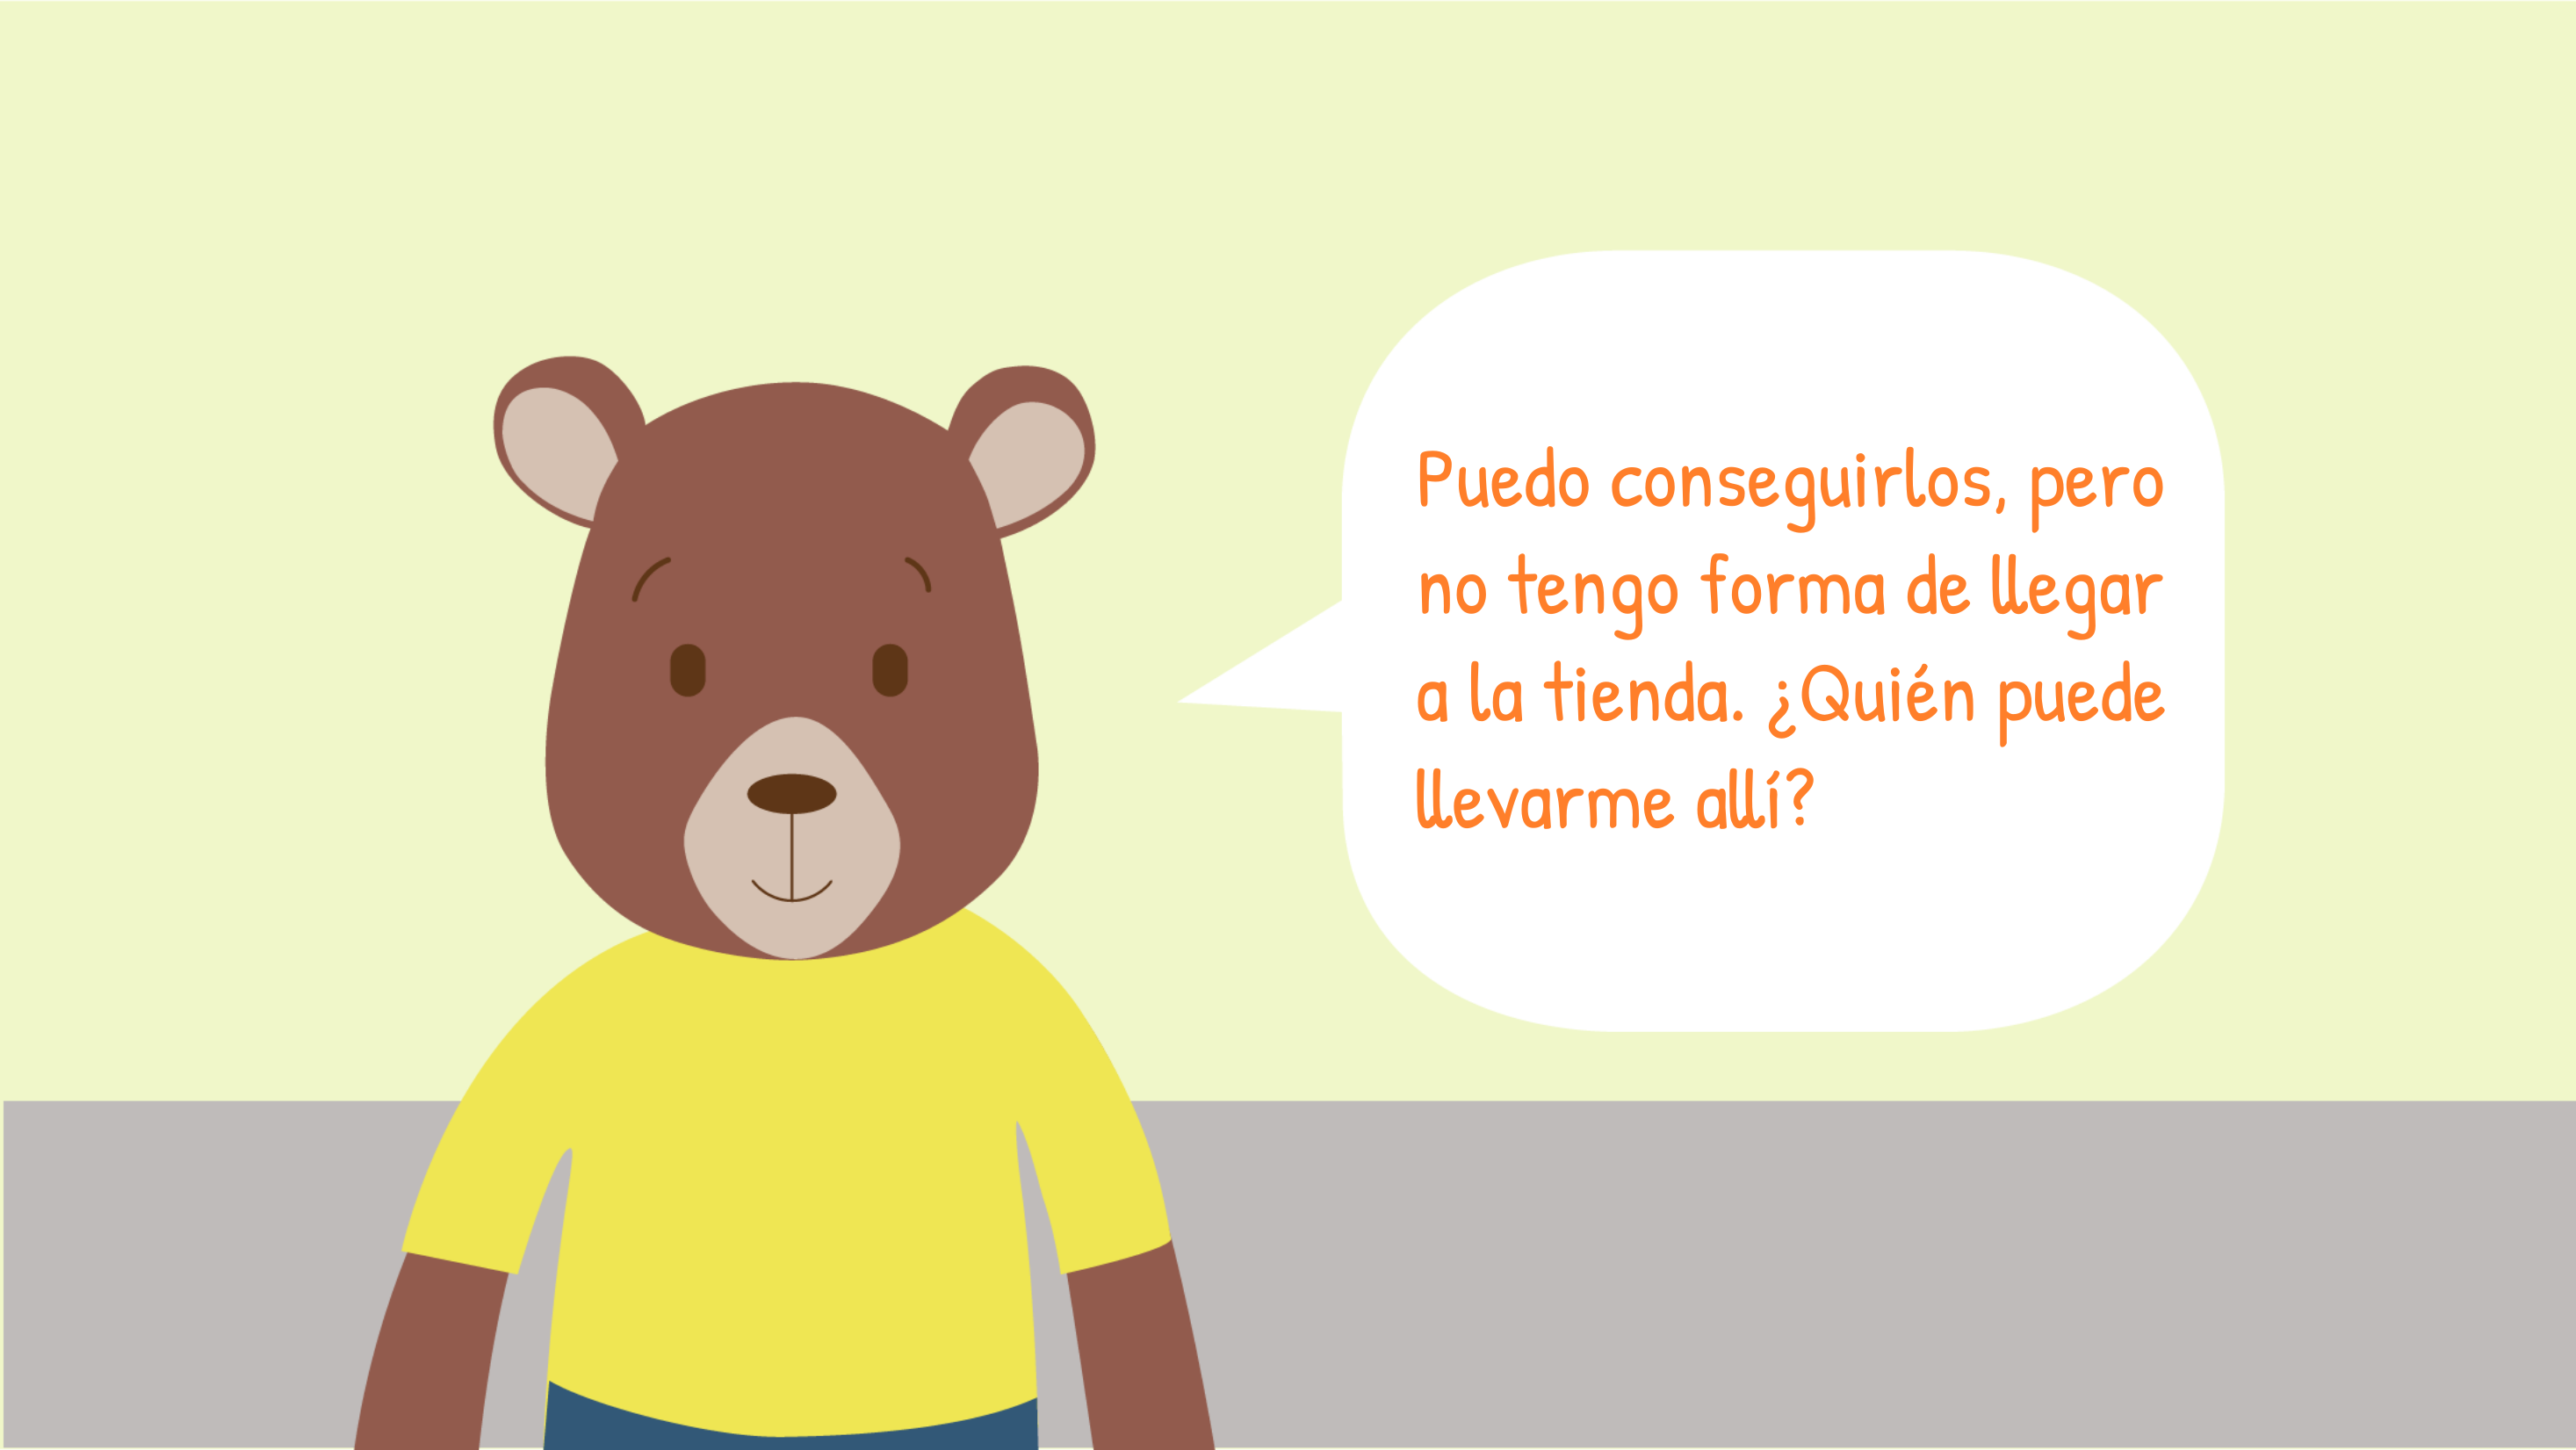 Puedo conseguirlos, pero
no tengo forma de llegar
a la tienda. ¿Quién puede
llevarme allí?